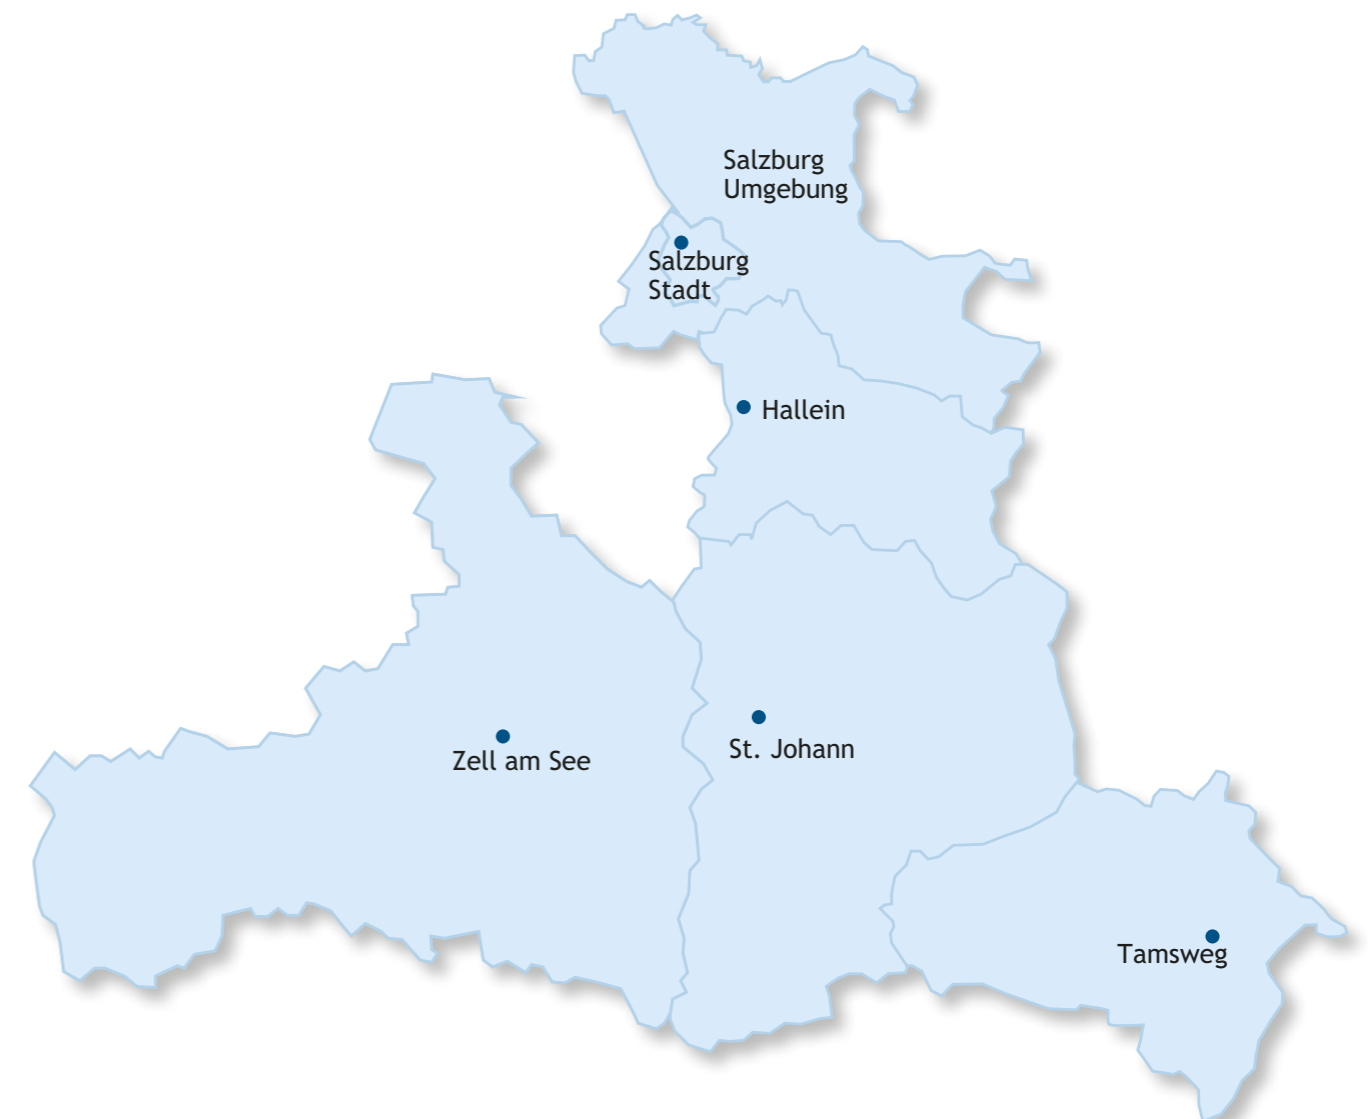 Salzburg
Umgebung
Salzburg
Stadt
Hallein
Zell am See
St. Johann
Tamsweg